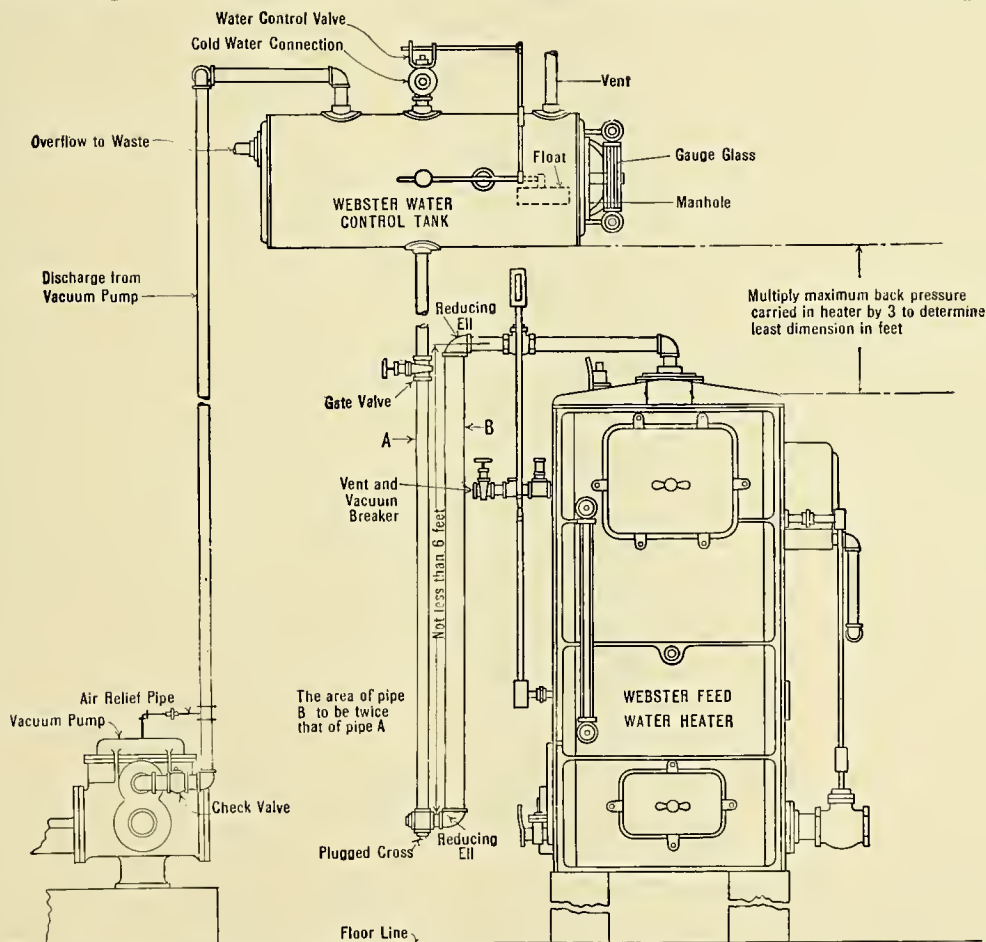 Water Control Valve
Cold Water Connection
Vent
Overflow to Waste
Float
Gauge Glass
WEBSTER WATER
CONTROL TANK
Manhole
Discharge from
Vacuum Pump
Reducing
Ell
Multiply maximum back pressure
carried in heater by 3 to determine
least dimension in feet
Gate Valve
A
B
Vent and
Vacuum
Breaker
Not less than 6 feet
Air Relief Pipe
Vacuum Pump
The area of pipe
B to be twice
that of pipe A
WEBSTER FEED
WATER HEATER
Check Valve
Reducing
Ell
Plugged Cross
Floor Line